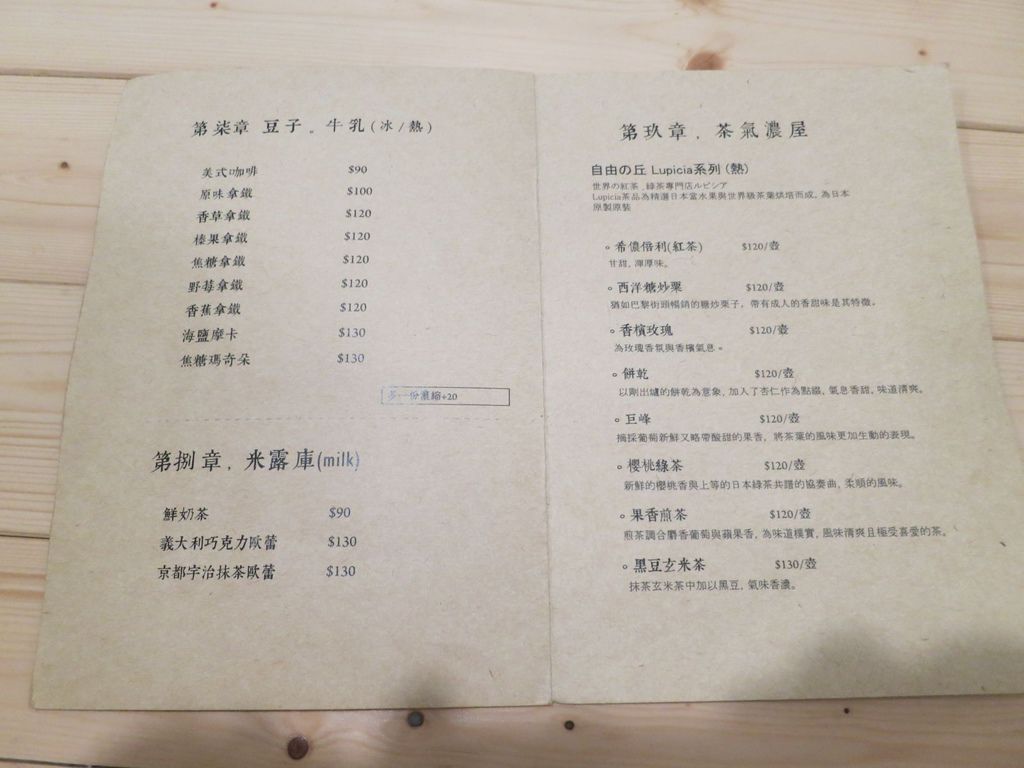 第柒章 豆子。牛乳(冰/熱)
美式咖啡 $90
原味拿鐵 $100
香草拿鐵 $120
榛果拿鐵 $120
焦糖拿鐵 $120
野莓拿鐵 $120
香蕉拿鐵 $120
海鹽摩卡 $130
焦糖瑪奇朵 $130
多一份濃縮+20
第捌章．米露庫(milk)
鮮奶茶 $90
義大利巧克力歐蕾 $130
京都宇治抹茶歐蕾 $130
第玖章．茶氣濃屋
自由の丘 Lupicia系列 (熱)
世界の紅茶 ,綠茶專門店ルピシア
Lupicia茶品為精選日本當水果與世界級茶葉烘培而成，為日本
原製原裝
。希儂倍利(紅茶) $120/壺
甘甜，渾厚味。
。西洋糖炒栗 $120/壺
猶如巴黎街頭暢銷的糖炒栗子，帶有成人的香甜味是其特徵。
。香檳玫瑰 $120/壺
為玫瑰香氛與香檳氣息。
。餅乾 $120/壺
以剛出爐的餅乾為意象，加入了杏仁作為點綴，氣息香甜，味道清爽。
。巨峰 $120/壺
摘採葡萄新鮮又略帶酸甜的果香，將茶葉的風味更加生動的表現。
。櫻桃綠茶 $120/壺
新鮮的櫻桃香與上等的日本綠茶共譜的協奏曲，柔順的風味。
。果香煎茶 $120/壺
煎茶調合麝香葡萄與蘋果香，為味道樸實，風味清爽且極受喜愛的茶。
。黑豆玄米茶 $130/壺
抹茶玄米茶中加以黑豆，氣味香濃。